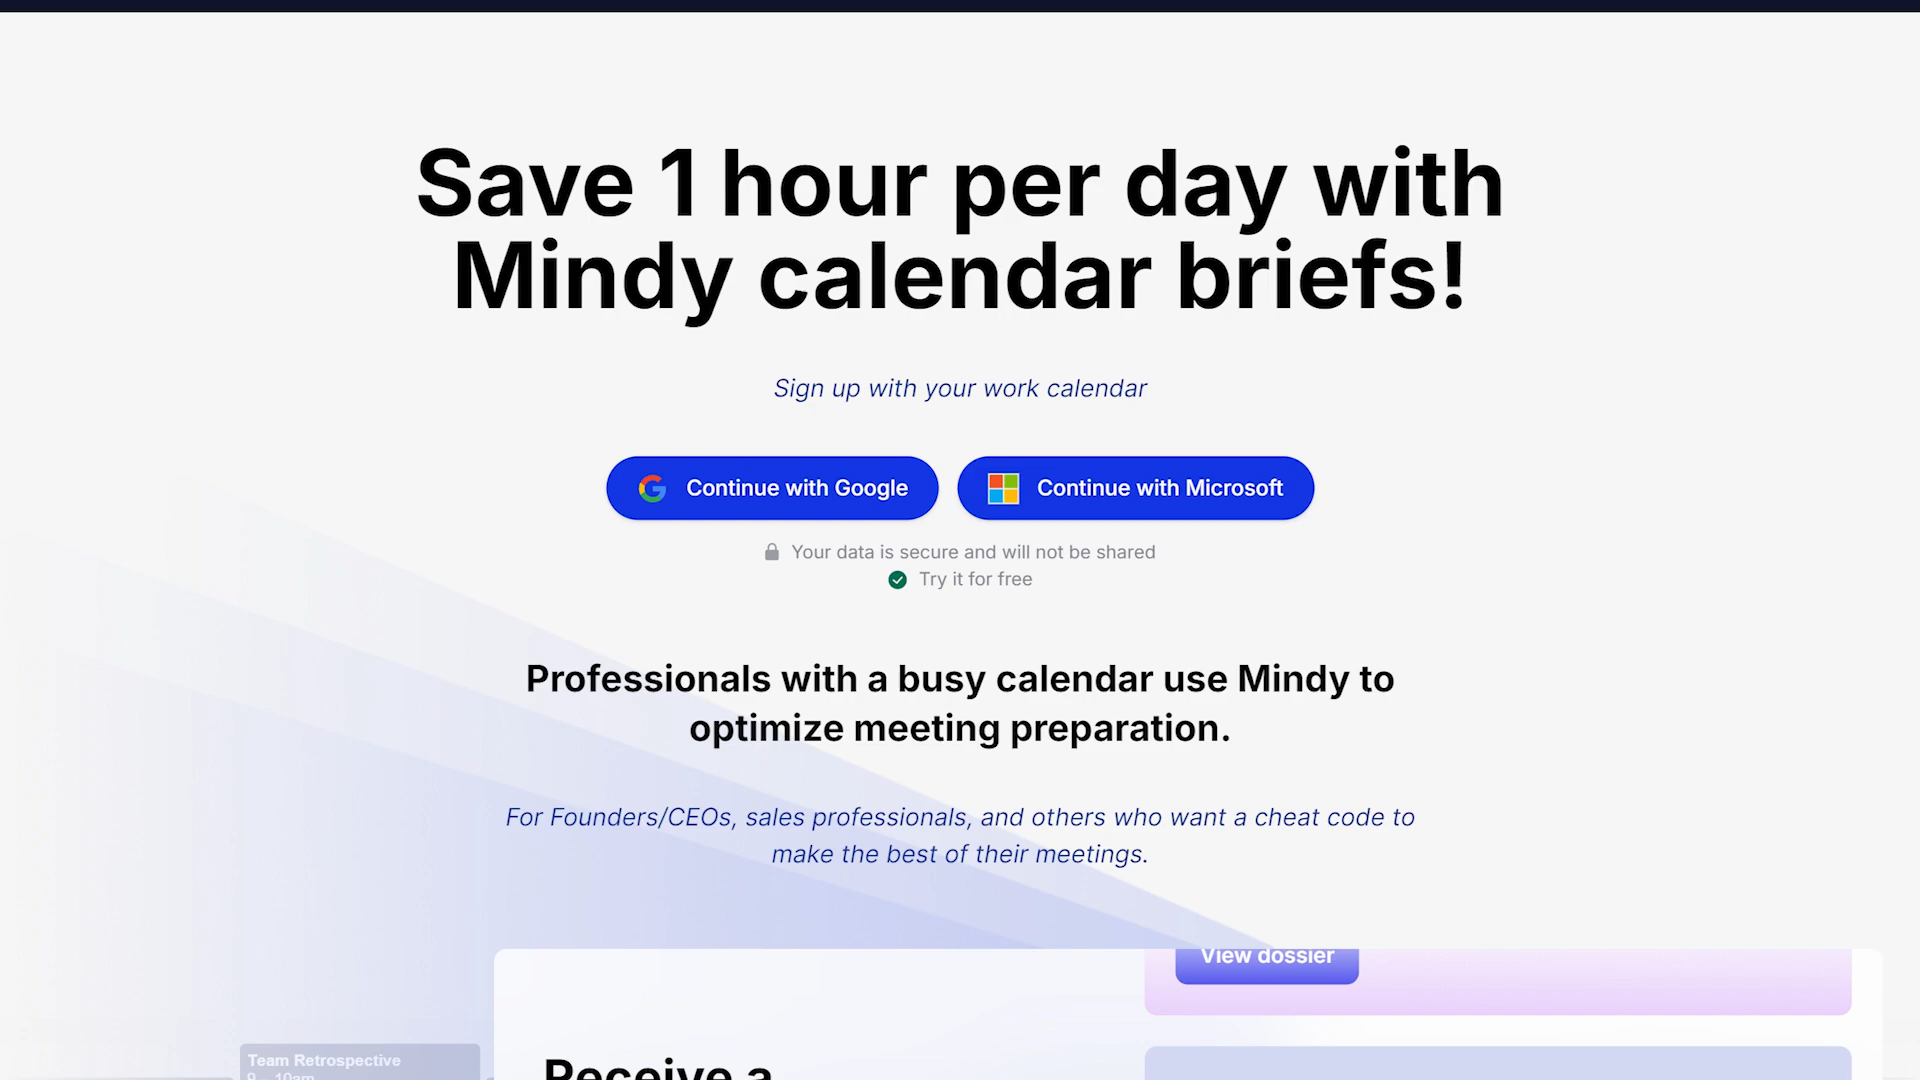 Save 1 hour per day with
Mindy calendar briefs!
Sign up with your work calendar
Continue with Google
Continue with Microsoft
Your data is secure and will not be shared
Try it for free
Professionals with a busy calendar use Mindy to
optimize meeting preparation.
For Founders/CEOs, sales professionals, and others who want a cheat code to
make the best of their meetings.
View dossier
Team Retrospective
9 – 10am
Receive a